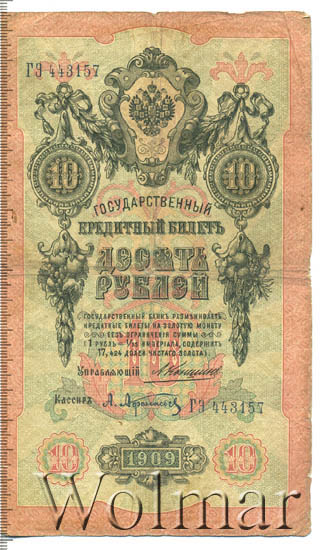 ГЭ 443157
10 10
ГОСУДАРСТВЕННЫЙ
КРЕДИТНЫЙ БИЛЕТЪ
ДЕСЯТЬ
РУБЛЕЙ
ГОСУДАРСТВЕННЫЙ БАНКЪ РАЗМѢНИВАЕТЪ
КРЕДИТНЫЕ БИЛЕТЫ НА ЗОЛОТУЮ МОНЕТУ
БЕЗЪ ОГРАНИЧЕНІЯ СУММЫ
(1 РУБЛЬ = 1/15 ИМПЕРІАЛА, СОДЕРЖИТЪ
17,424 ДОЛЕЙ ЧИСТАГО ЗОЛОТА)
Управляющій
Кассиръ
ГЭ 443157
10 1909 10
Wolmar